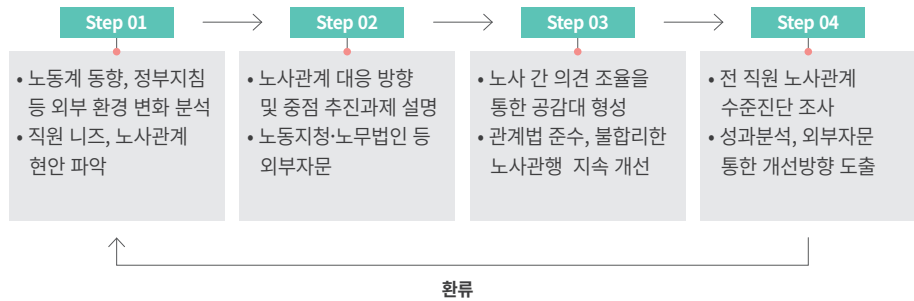 Step 01
• 노동계 동향, 정부지침
등 외부 환경 변화 분석
• 직원 니즈, 노사관계
현안 파악
Step 02
• 노사관계 대응 방향
및 중점 추진과제 설명
• 노동지청·노무법인 등
외부자문
Step 03
• 노사 간 의견 조율을
통한 공감대 형성
• 관계법 준수, 불합리한
노사관행 지속 개선
Step 04
• 전 직원 노사관계
수준진단 조사
• 성과분석, 외부자문
통한 개선방향 도출
환류